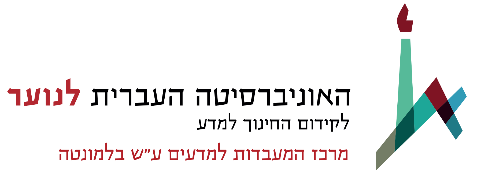 האוניברסיטה העברית לנוער
לקידום החינוך למדע
מרכז המעבדות למדעים ע״ש בלמונטה